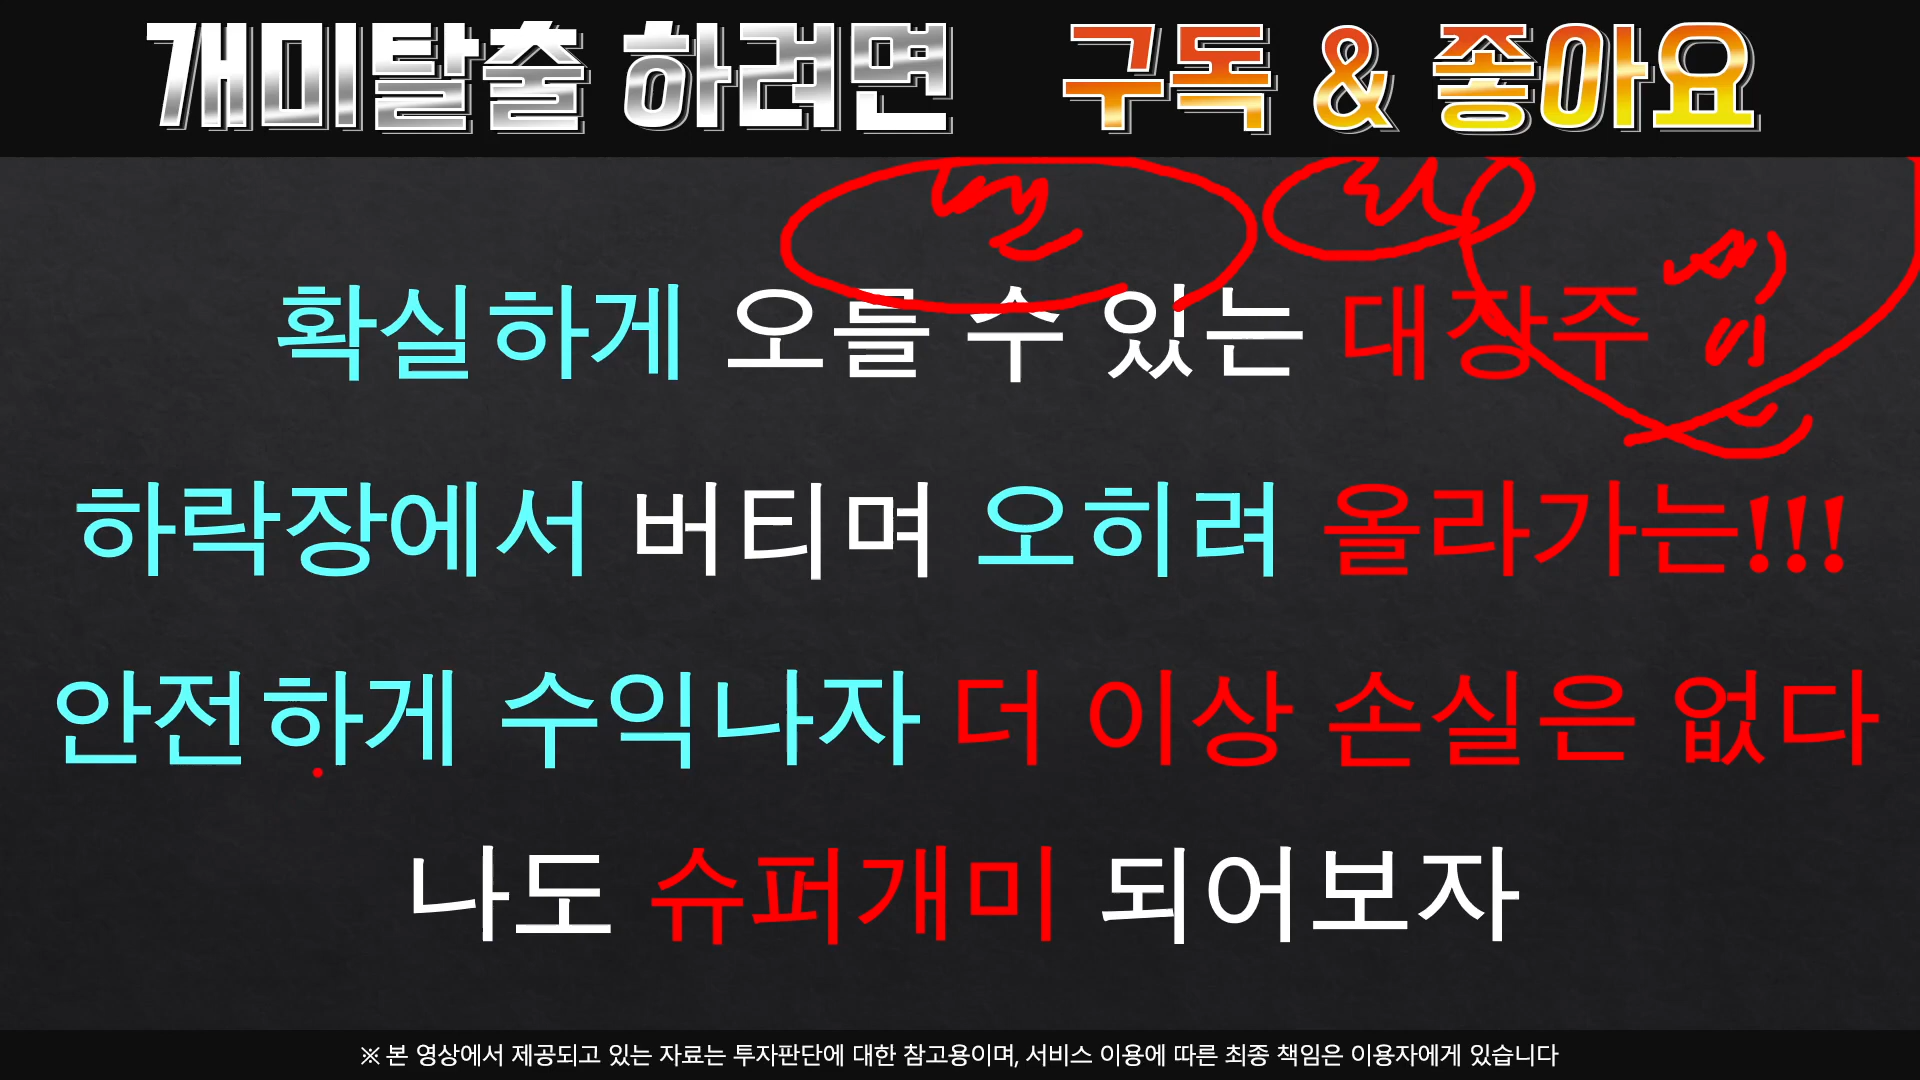 개미탈출 하려면 구독 & 좋아요
확실하게 오를 수 있는 대장주
하락장에서 버티며 오히려 올라가는!!!
안전하게 수익나자 더 이상 손실은 없다
나도 슈퍼개미 되어보자
※ 본 영상에서 제공되고 있는 자료는 투자판단에 대한 참고용이며, 서비스 이용에 따른 최종 책임은 이용자에게 있습니다